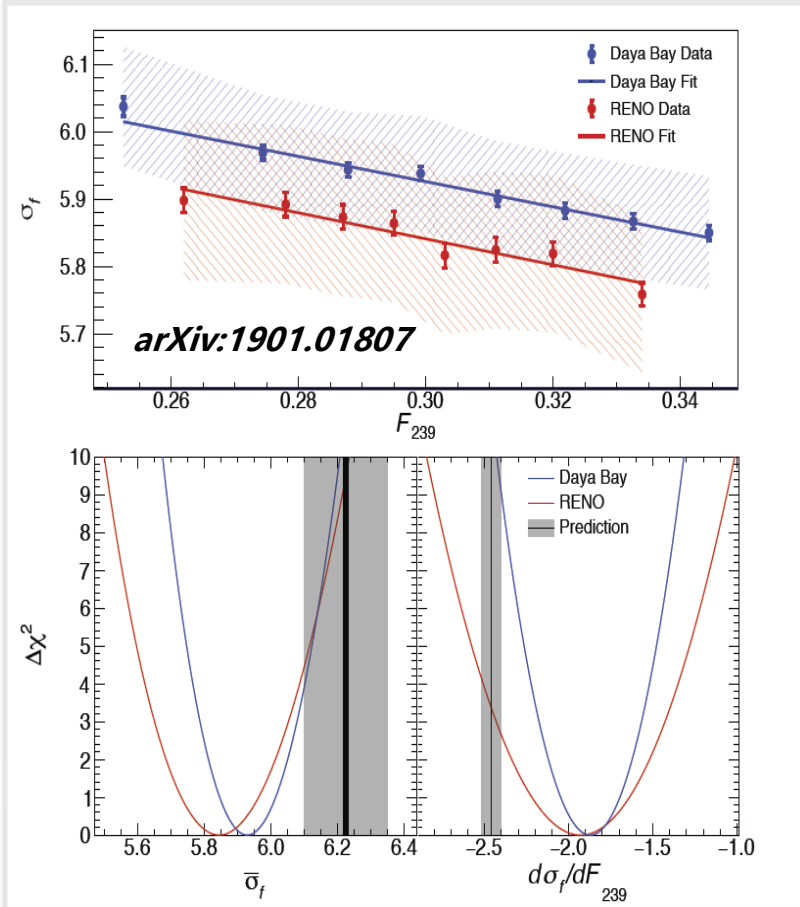 6.1
6.0
5.9
5.8
5.7
σf
Daya Bay Data
Daya Bay Fit
RENO Data
RENO Fit
arXiv:1901.01807
0.26 0.28 0.30 0.32 0.34
F239
10
9
8
7
6
5
4
3
2
1
0
Δχ²
5.6 5.8 6.0 6.2 6.4
σ̅f
Daya Bay
RENO
Prediction
−2.5 −2.0 −1.5 −1.0
dσf/dF239